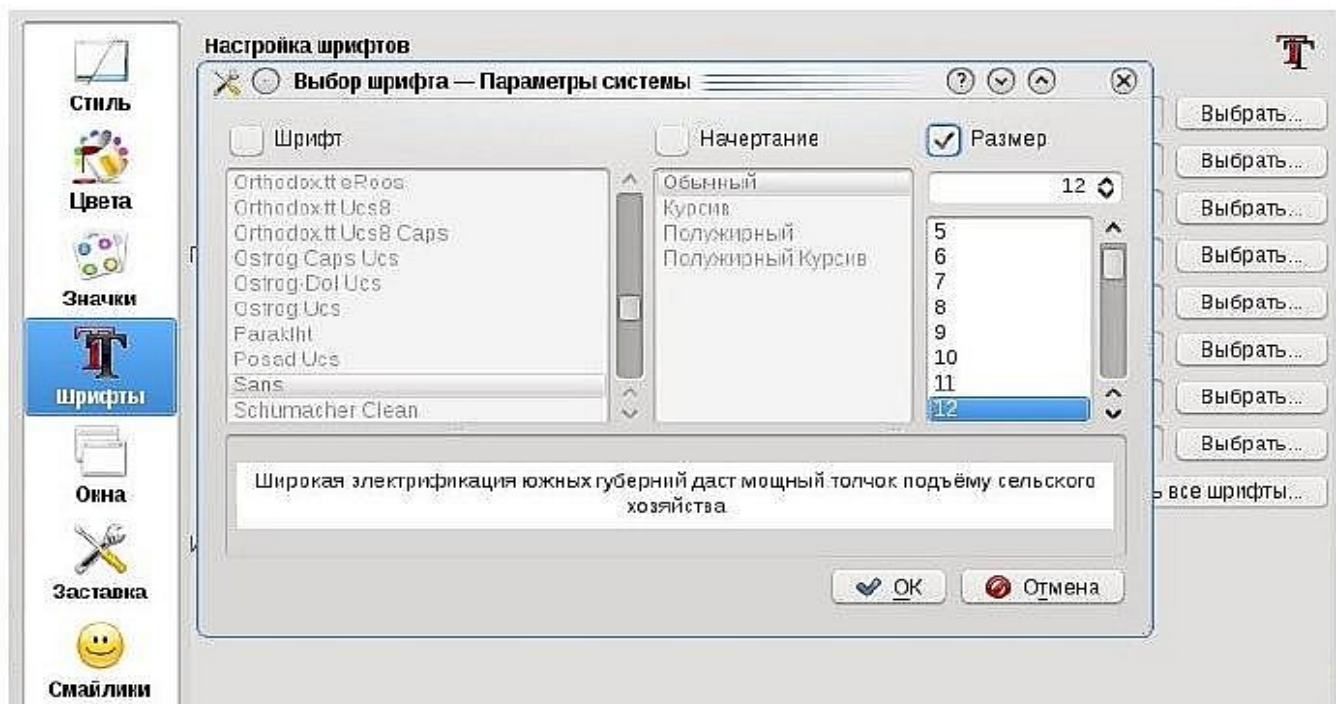 Стиль
Цвета
Значки
Шрифты
Окна
Заставка
Смайлики
Настройка шрифтов
Выбор шрифта — Параметры системы
Шрифт
Orthodox.tt eRoos
Orthodox.tt Ucs8
Orthodox.tt Ucs8 Caps
Ostrog Caps Ucs
Ostrog-Dol Ucs
Ostrog Ucs
Paraklit
Posad Ucs
Sans
Schumacher Clean
Начертание
Обычный
Курсив
Полужирный
Полужирный Курсив
Размер
12
5
6
7
8
9
10
11
12
Широкая электрификация южных губерний даст мощный толчок подъёму сельского
хозяйства
OK
Отмена
Выбрать...
Выбрать...
Выбрать...
Выбрать...
Выбрать...
Выбрать...
Выбрать...
Выбрать...
все шрифты...